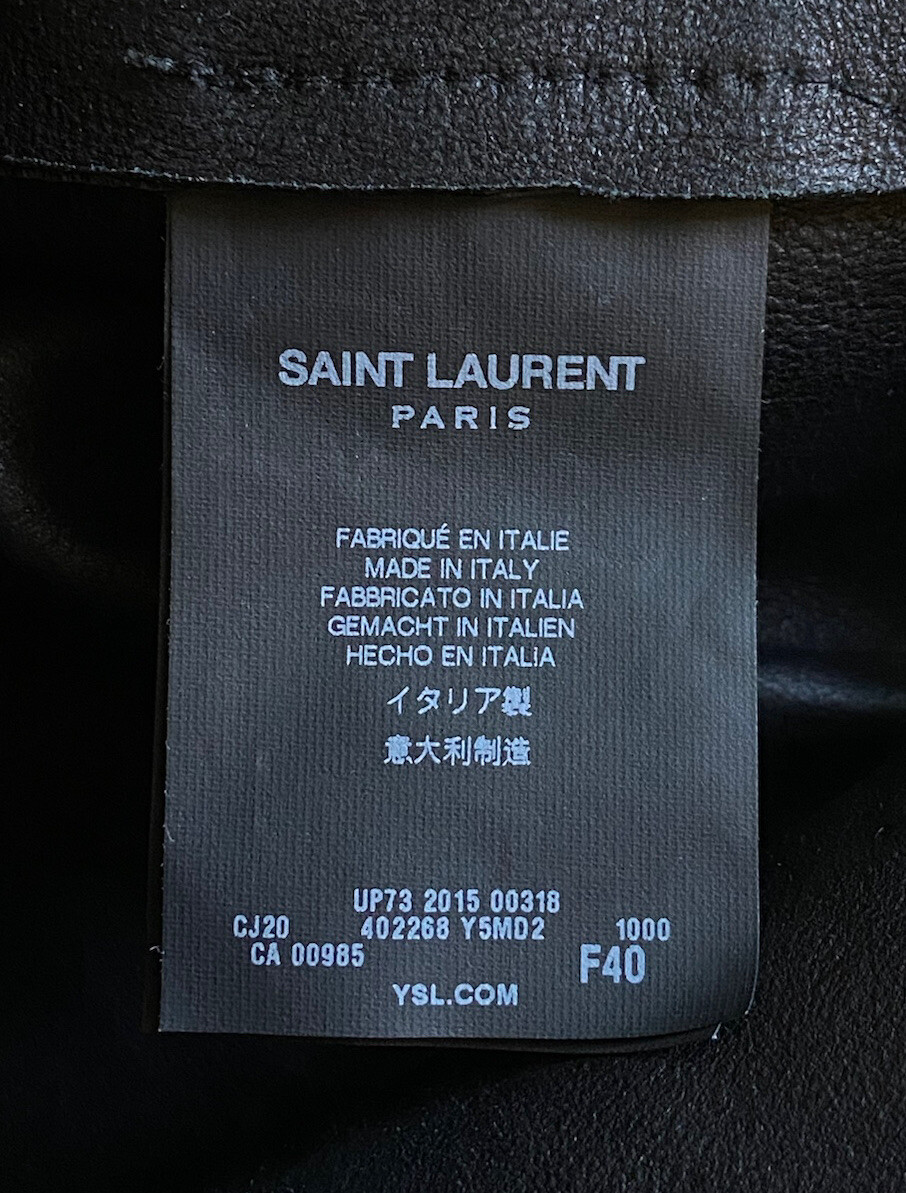 SAINT LAURENT
PARIS
FABRIQUÉ EN ITALIE
MADE IN ITALY
FABBRICATO IN ITALIA
GEMACHT IN ITALIEN
HECHO EN ITALIA
イタリア製
意大利制造
UP73 2015 00318
CJ20 402268 Y5MD2 1000
CA 00985 F40
YSL.COM